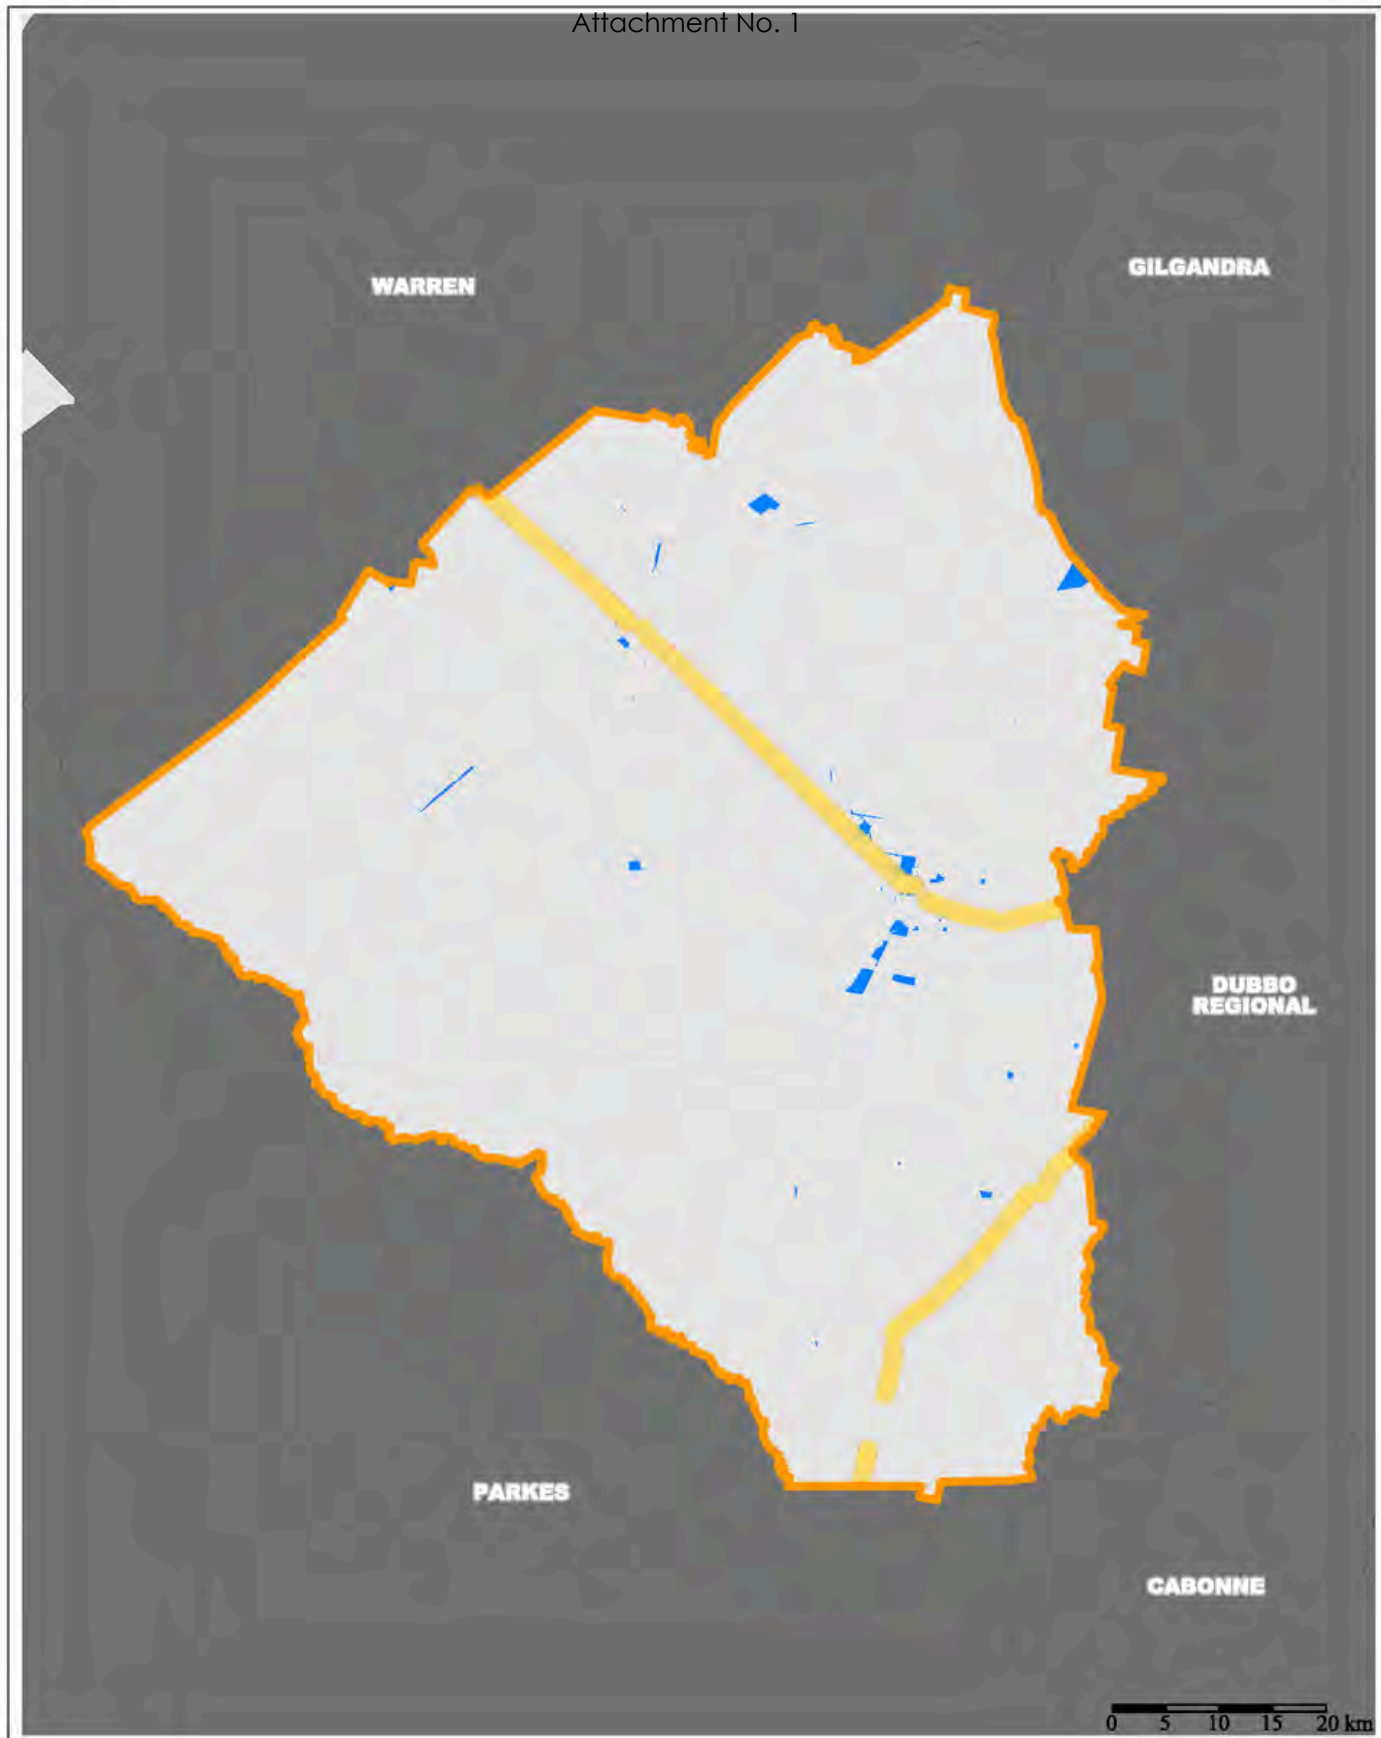 Attachment No. 1
GILGANDRA
WARREN
DUBBO
REGIONAL
PARKES
CABONNE
0 5 10 15 20 km